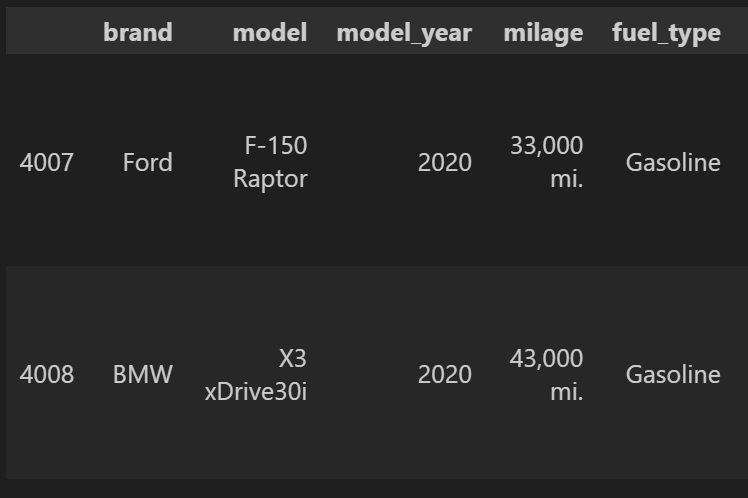 brand model model_year milage fuel_type
4007 Ford F-150 Raptor 2020 33,000 mi. Gasoline
4008 BMW X3 xDrive30i 2020 43,000 mi. Gasoline